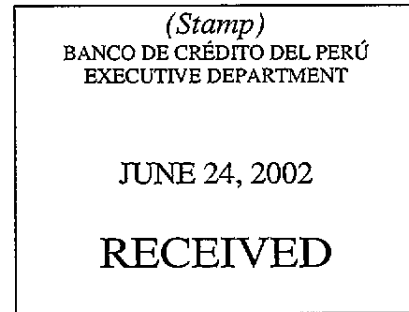 (Stamp)
BANCO DE CRÉDITO DEL PERÚ
EXECUTIVE DEPARTMENT
JUNE 24, 2002
RECEIVED